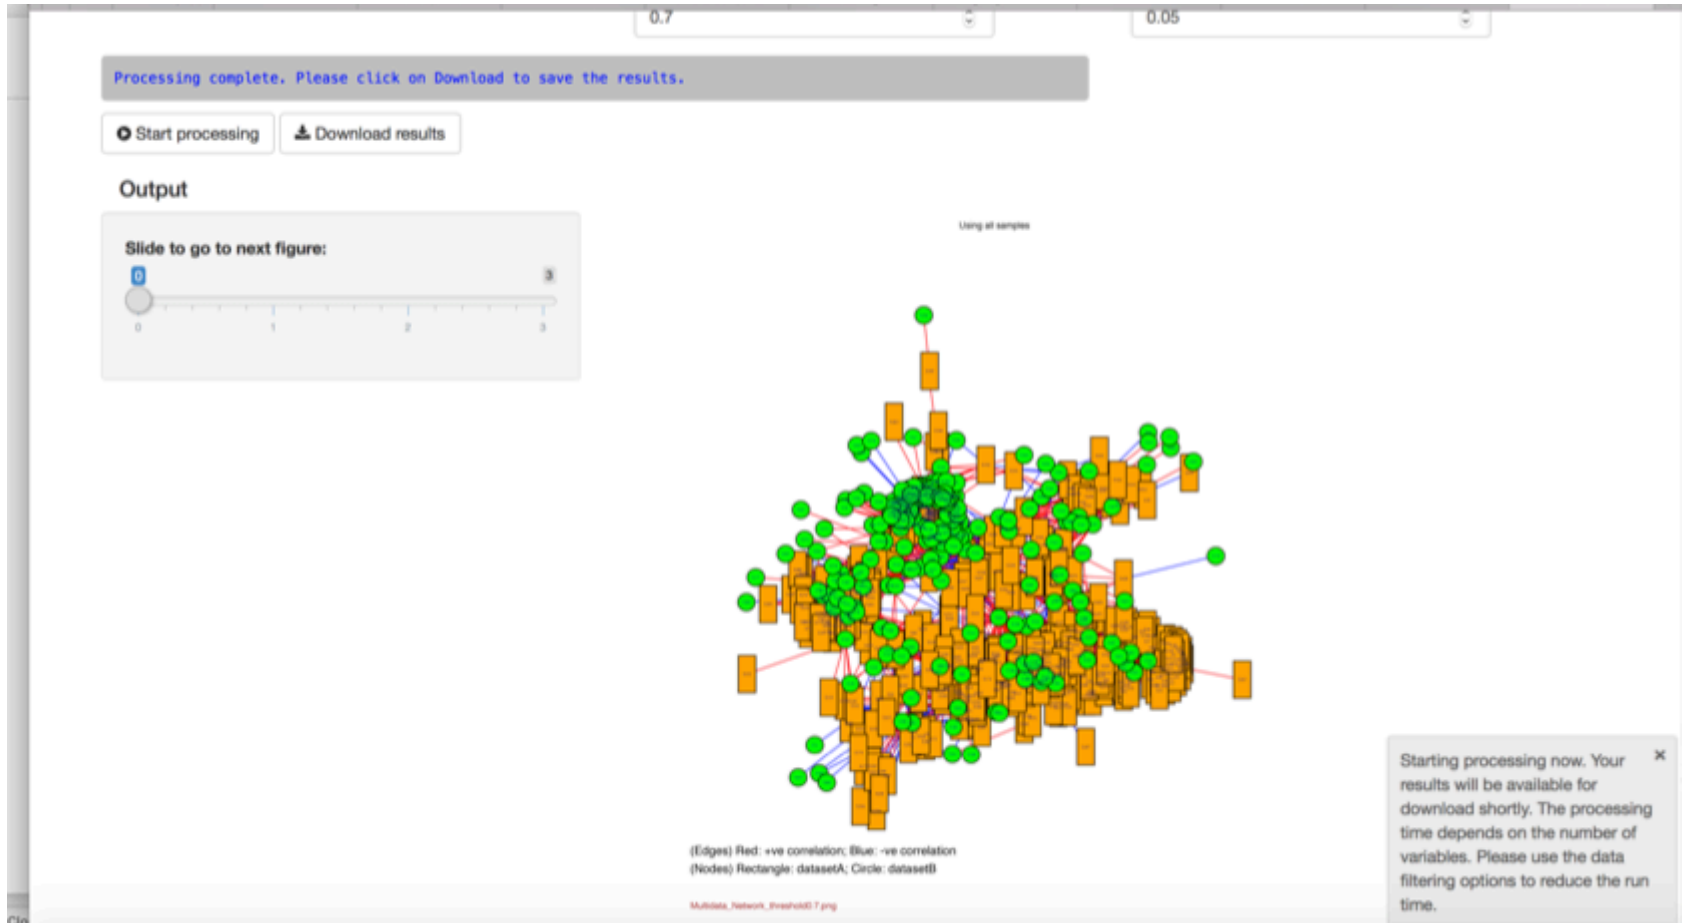 0.7
0.05
Processing complete. Please click on Download to save the results.
Start processing
Download results
Output
Slide to go to next figure:
0
3
0
1
2
3
Using all samples
(Edges) Red: +ve correlation; Blue: -ve correlation
(Nodes) Rectangle: datasetA; Circle: datasetB
Multidata_Network_threshold0.7.png
Starting processing now. Your
results will be available for
download shortly. The processing
time depends on the number of
variables. Please use the data
filtering options to reduce the run
time.
Clo